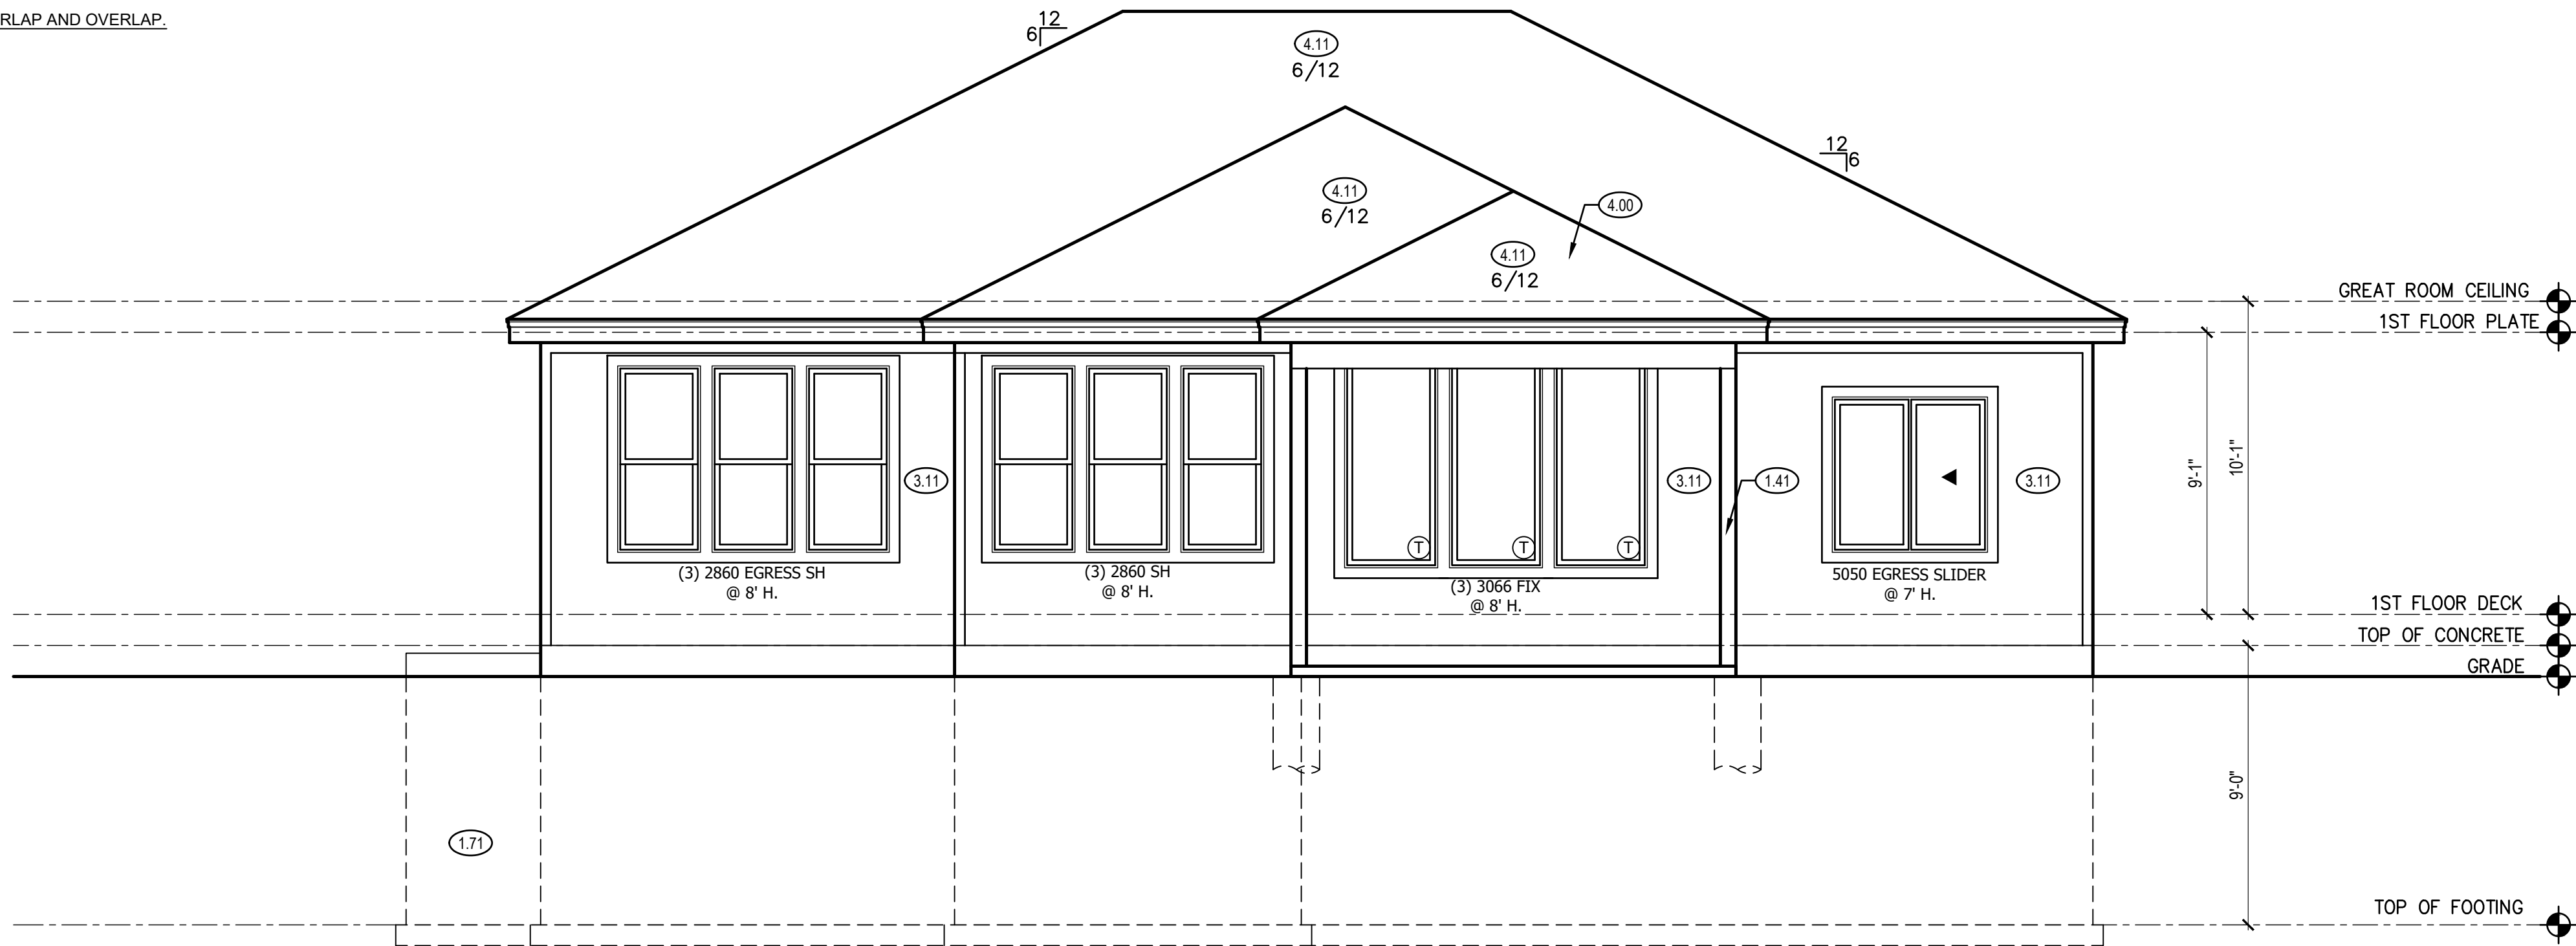 RLAP AND OVERLAP.
12
6
4.11
6/12
12
6
4.11
6/12
4.00
4.11
6/12
GREAT ROOM CEILING
1ST FLOOR PLATE
3.11
3.11
1.41
3.11
9'-1"
10'-1"
T
T
T
(3) 2860 EGRESS SH
@ 8' H.
(3) 2860 SH
@ 8' H.
(3) 3066 FIX
@ 8' H.
5050 EGRESS SLIDER
@ 7' H.
1ST FLOOR DECK
TOP OF CONCRETE
GRADE
9'-0"
1.71
TOP OF FOOTING